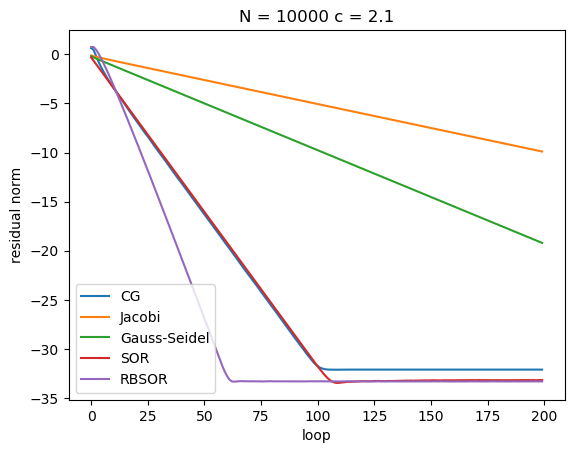 N = 10000 c = 2.1
residual norm
0
−5
−10
−15
−20
−25
−30
−35
CG
Jacobi
Gauss-Seidel
SOR
RBSOR
0 25 50 75 100 125 150 175 200
loop